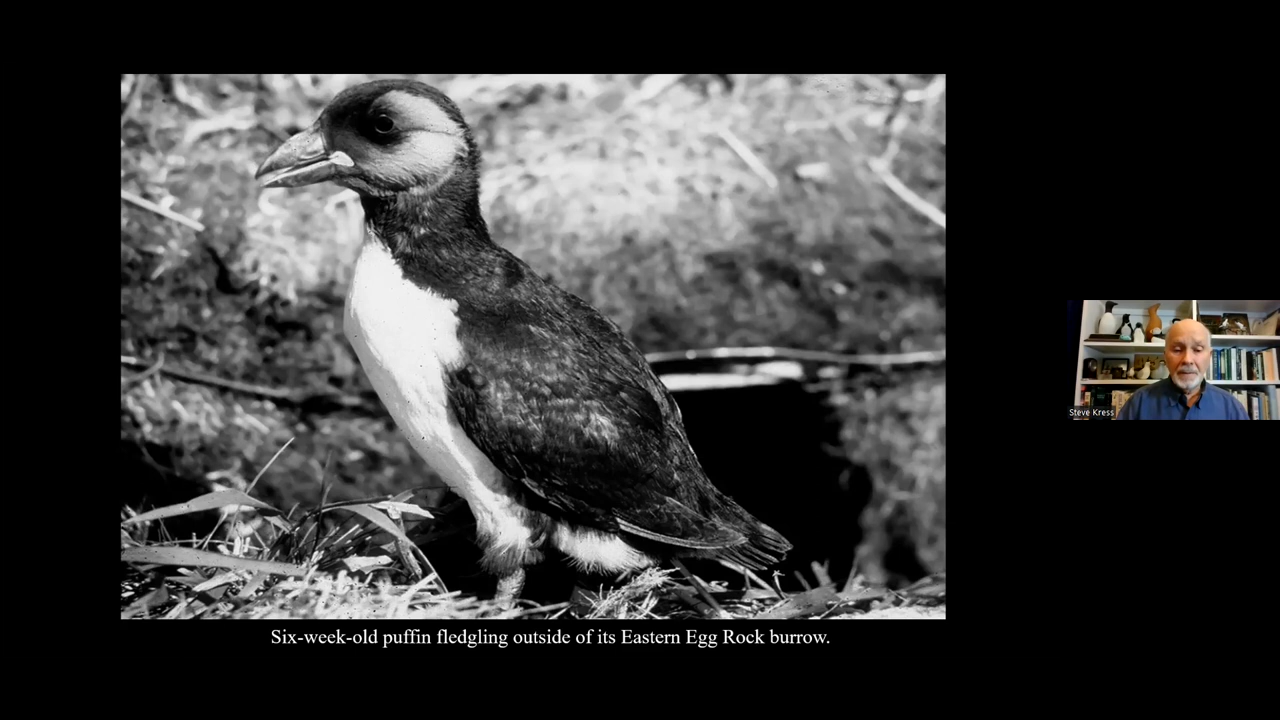 Six-week-old puffin fledgling outside of its Eastern Egg Rock burrow.
Steve Kress